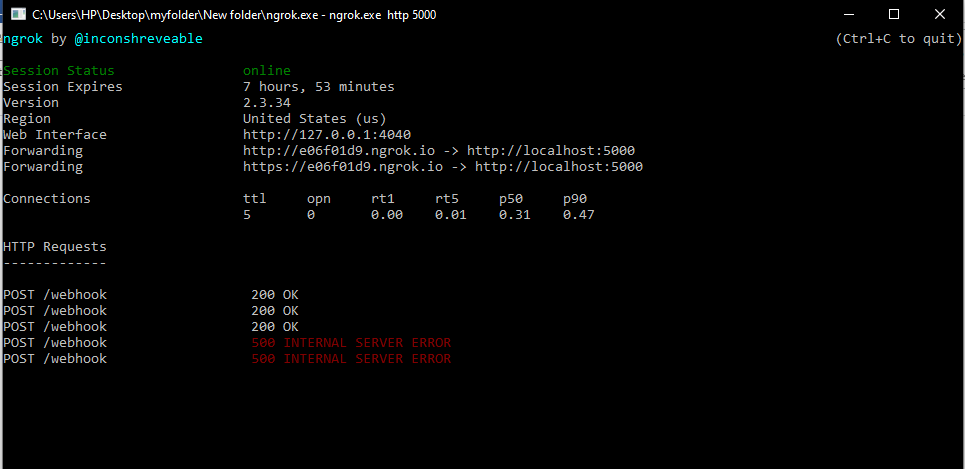 C:\Users\HP\Desktop\myfolder\New folder\ngrok.exe - ngrok.exe  http 5000
ngrok by @inconshreveable (Ctrl+C to quit)
Session Status online
Session Expires 7 hours, 53 minutes
Version 2.3.34
Region United States (us)
Web Interface http://127.0.0.1:4040
Forwarding http://e06f01d9.ngrok.io -> http://localhost:5000
Forwarding https://e06f01d9.ngrok.io -> http://localhost:5000
Connections ttl opn rt1 rt5 p50 p90
5 0 0.00 0.01 0.31 0.47
HTTP Requests
-------------
POST /webhook 200 OK
POST /webhook 200 OK
POST /webhook 200 OK
POST /webhook 500 INTERNAL SERVER ERROR
POST /webhook 500 INTERNAL SERVER ERROR